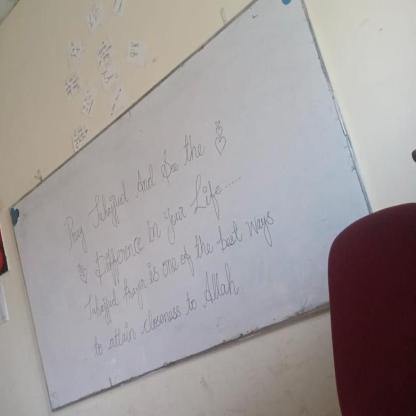 Pray Tahajjud And See the
Difference In Your Life.....
Tahajjud Prayer is one of the best ways
to attain closeness to Allah